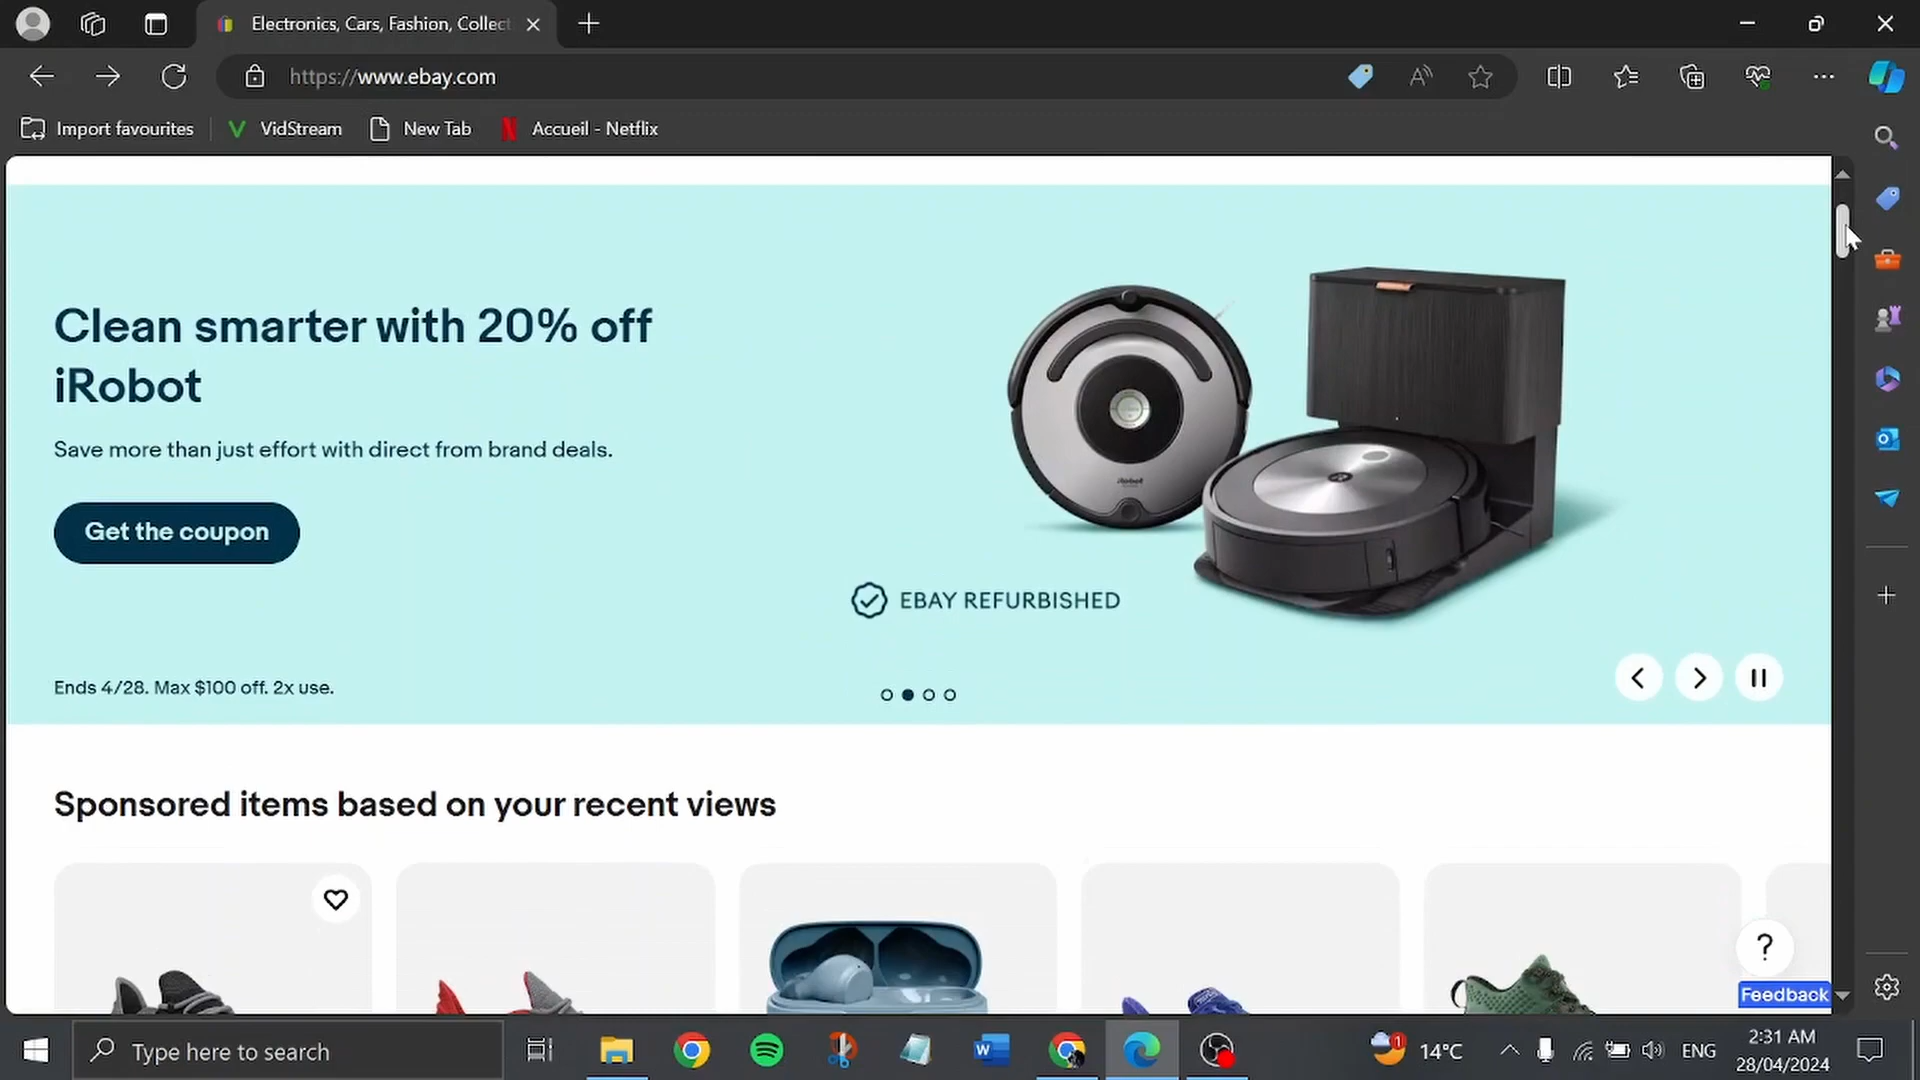 Electronics, Cars, Fashion, Collect
https://www.ebay.com
Import favourites
VidStream
New Tab
Accueil - Netflix
Clean smarter with 20% off
iRobot
Save more than just effort with direct from brand deals.
Get the coupon
iRobot
EBAY REFURBISHED
Ends 4/28. Max $100 off. 2x use.
Sponsored items based on your recent views
?
Feedback
Type here to search
1
14°C
ENG
2:31 AM
28/04/2024